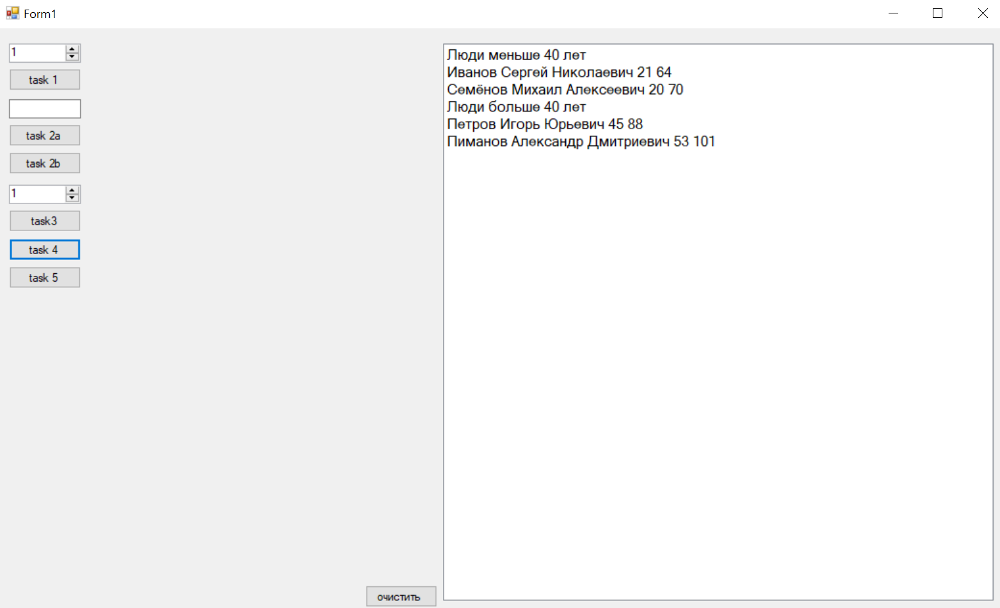 Form1
1
task 1
task 2a
task 2b
1
task3
task 4
task 5
очистить
Люди меньше 40 лет
Иванов Сергей Николаевич 21 64
Семёнов Михаил Алексеевич 20 70
Люди больше 40 лет
Петров Игорь Юрьевич 45 88
Пиманов Александр Дмитриевич 53 101